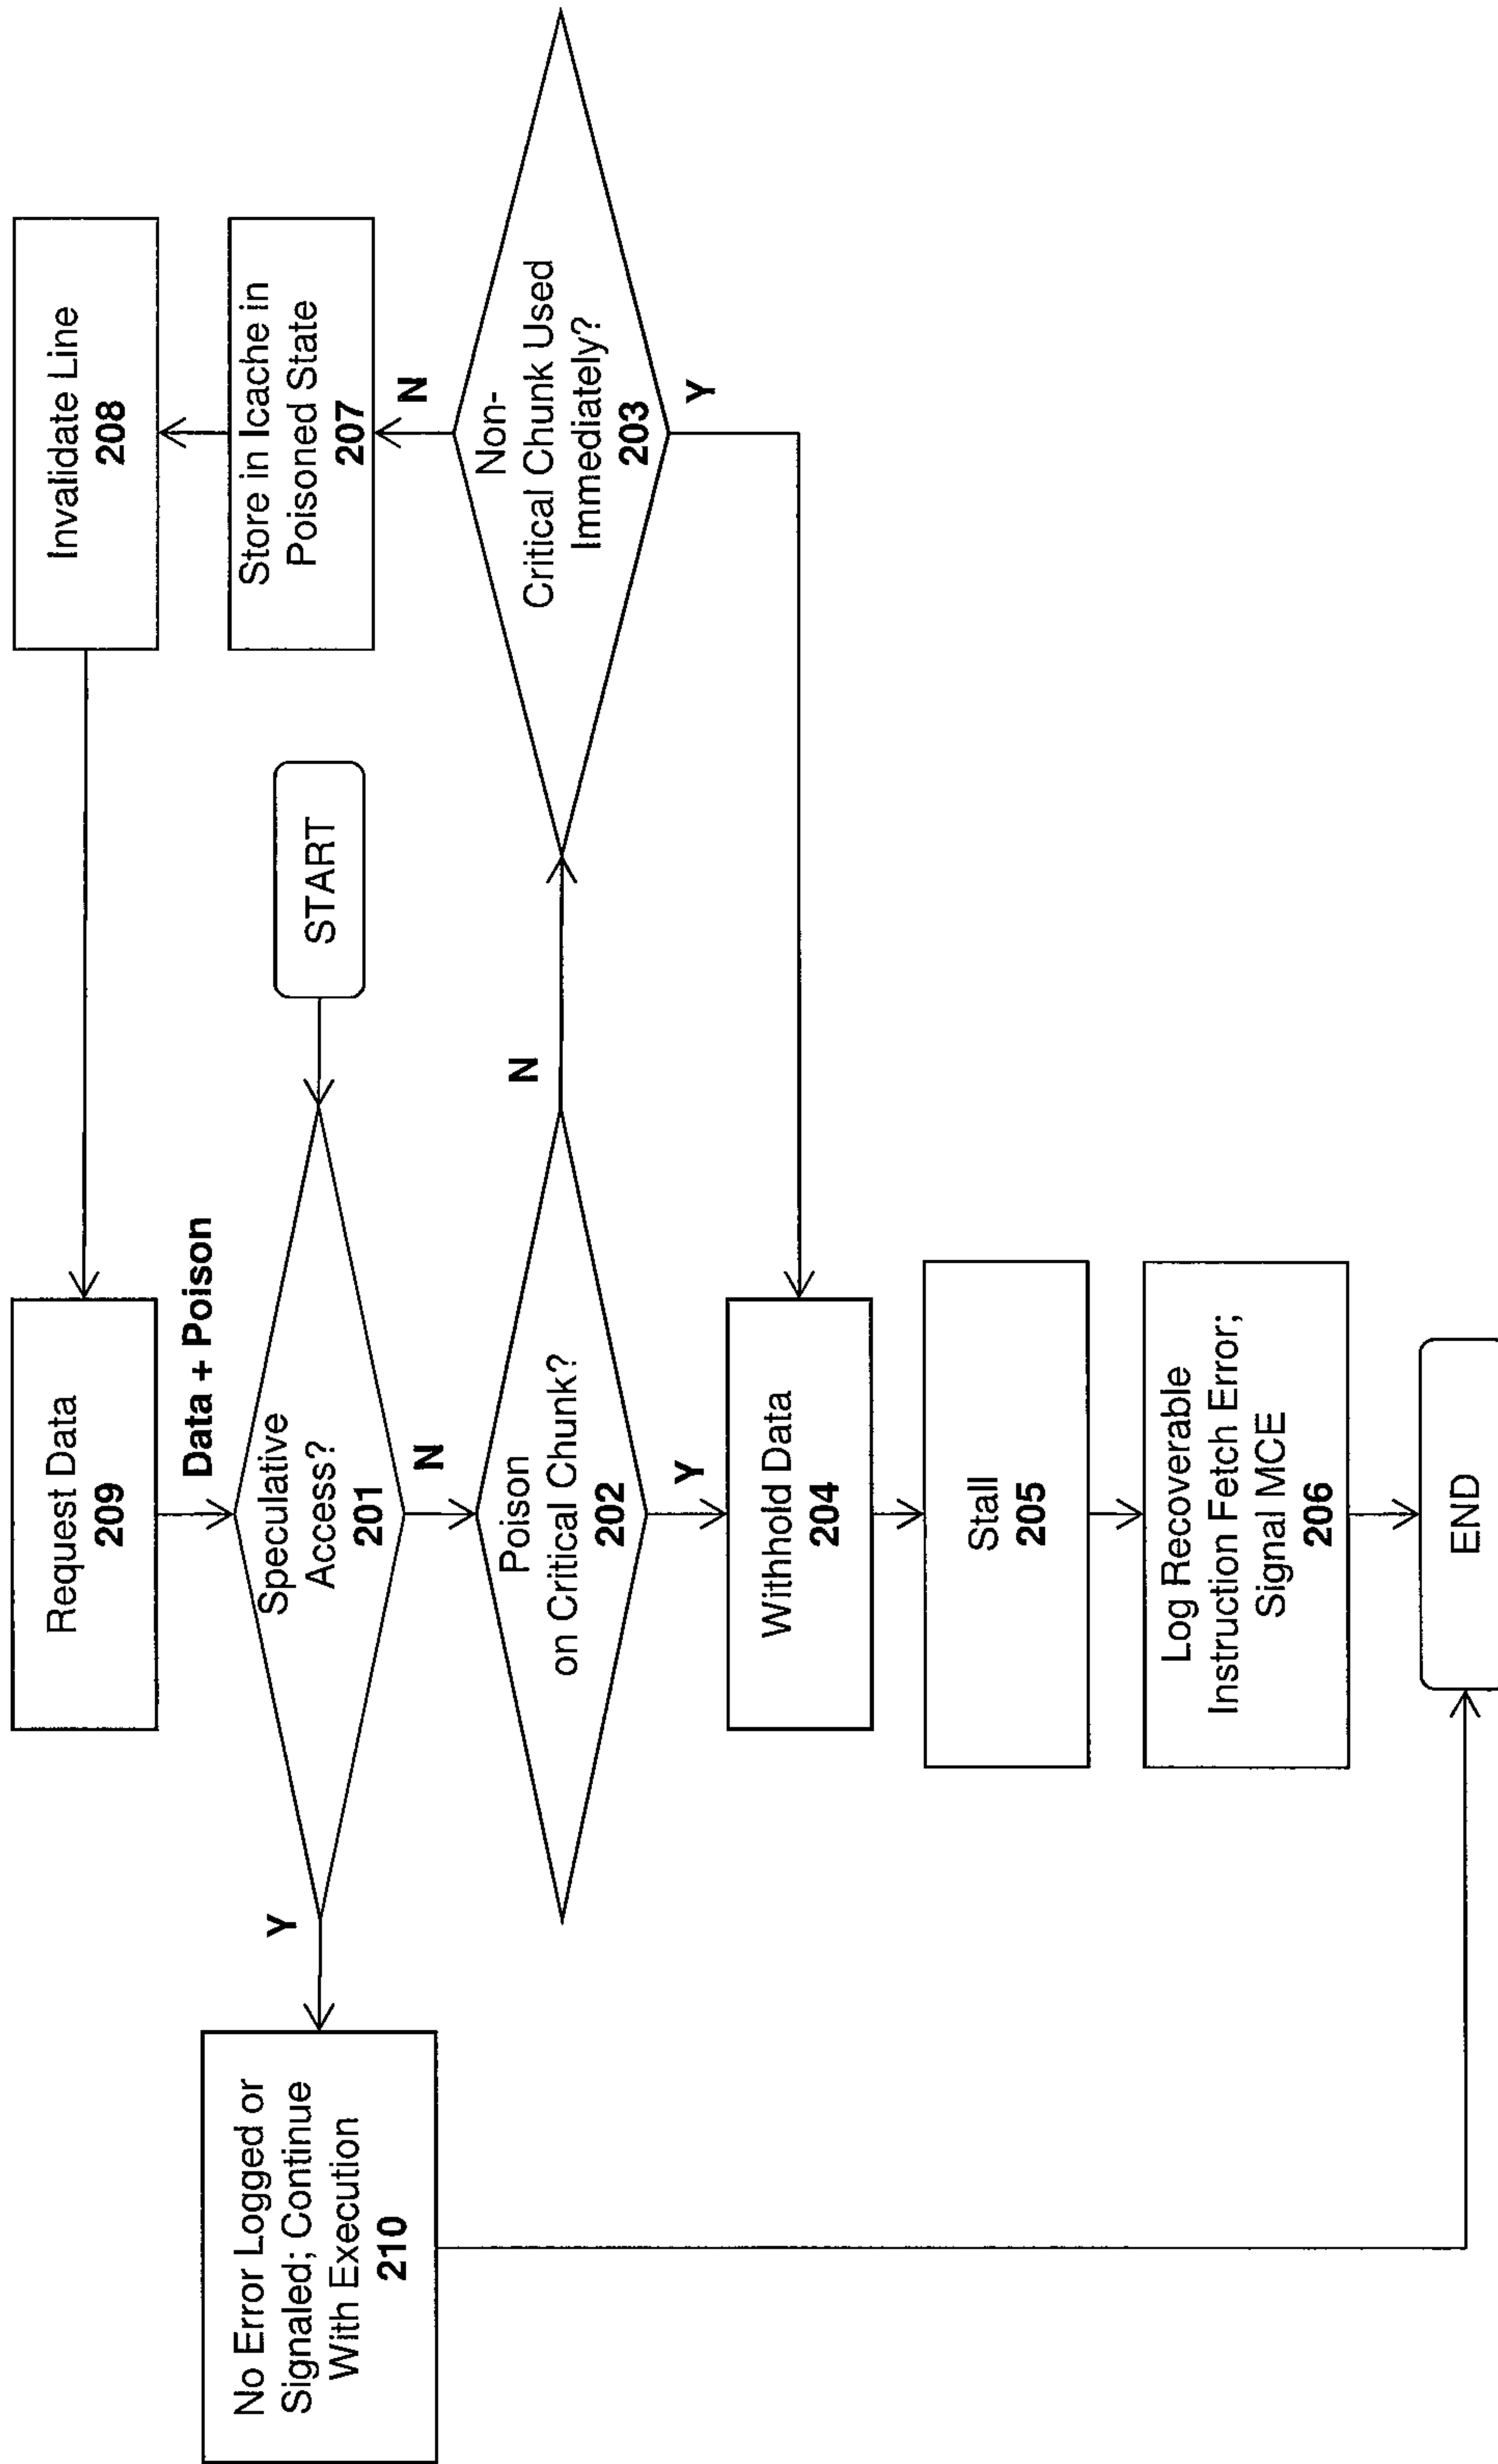 Request Data
209
Invalidate Line
208
Data + Poison
No Error Logged or
Signaled; Continue
With Execution
210
Y
Speculative
Access?
201
START
Store in Icache in
Poisoned State
207
N
N
Poison
on Critical Chunk?
202
N
Non-
Critical Chunk Used
Immediately?
203
Y
Y
Withhold Data
204
Stall
205
Log Recoverable
Instruction Fetch Error;
Signal MCE
206
END